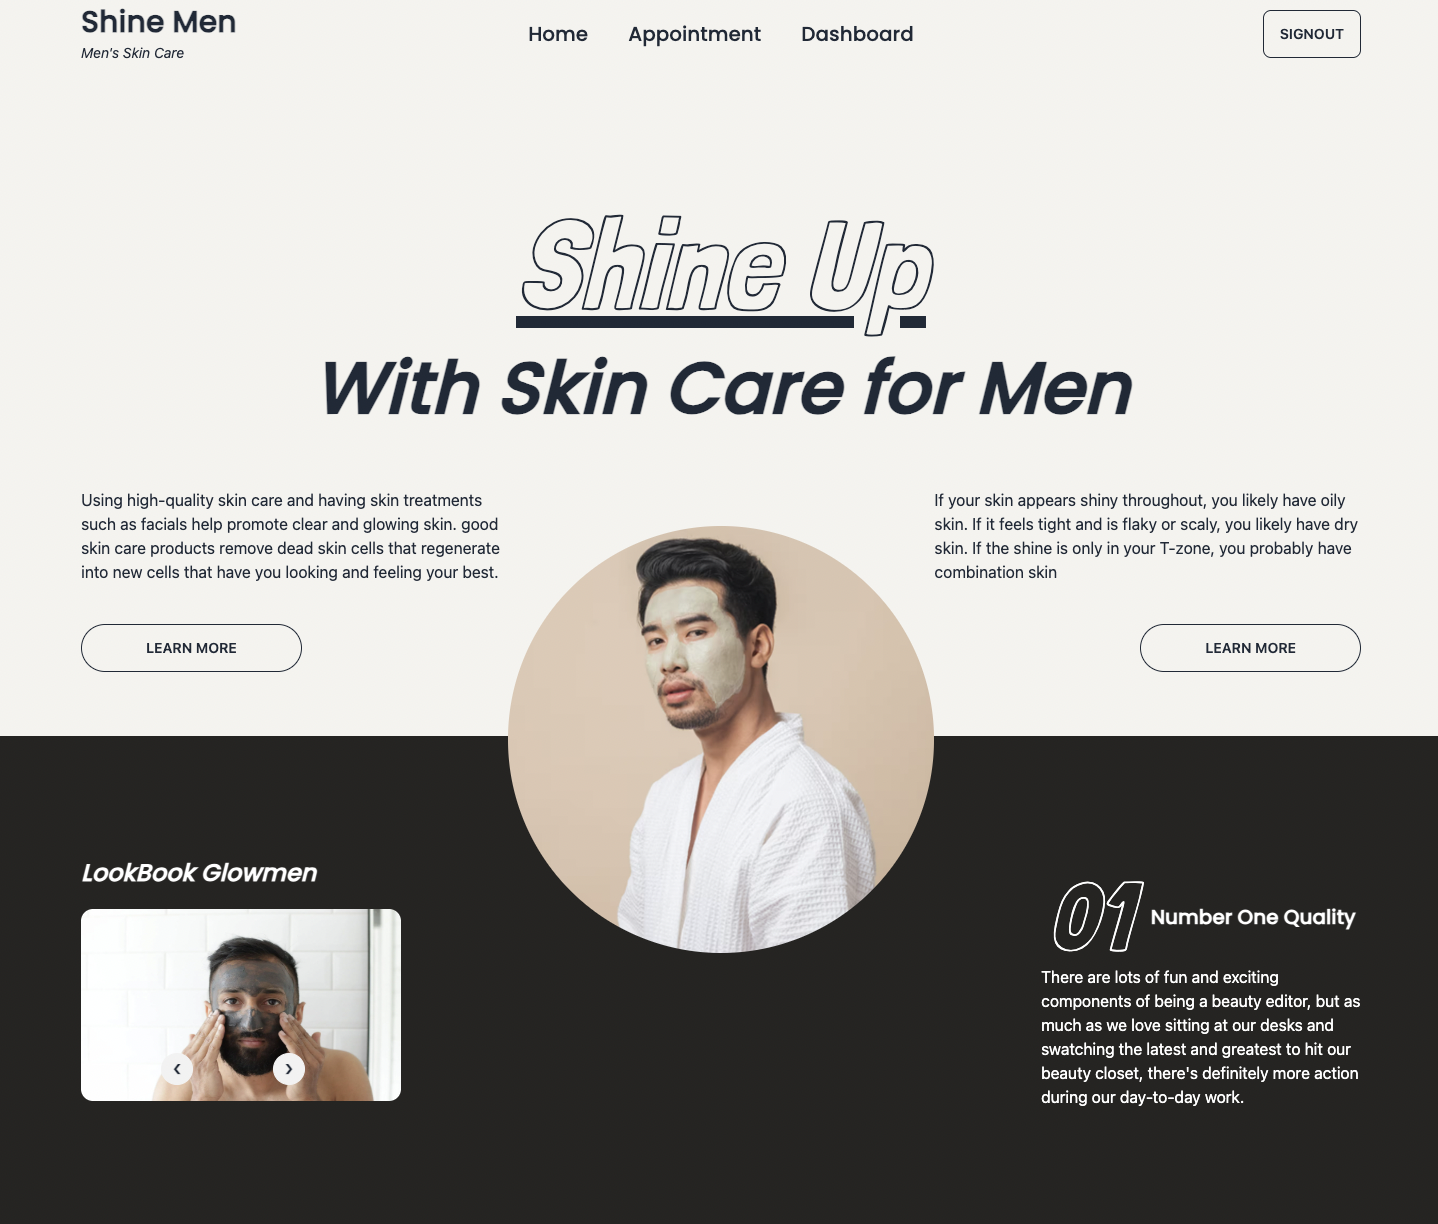 Shine Men
Men's Skin Care
Home
Appointment
Dashboard
SIGNOUT
Shine Up
With Skin Care for Men
Using high-quality skin care and having skin treatments
such as facials help promote clear and glowing skin. good
skin care products remove dead skin cells that regenerate
into new cells that have you looking and feeling your best.
LEARN MORE
If your skin appears shiny throughout, you likely have oily
skin. If it feels tight and is flaky or scaly, you likely have dry
skin. If the shine is only in your T-zone, you probably have
combination skin
LEARN MORE
LookBook Glowmen
❮
❯
01
Number One Quality
There are lots of fun and exciting
components of being a beauty editor, but as
much as we love sitting at our desks and
swatching the latest and greatest to hit our
beauty closet, there's definitely more action
during our day-to-day work.